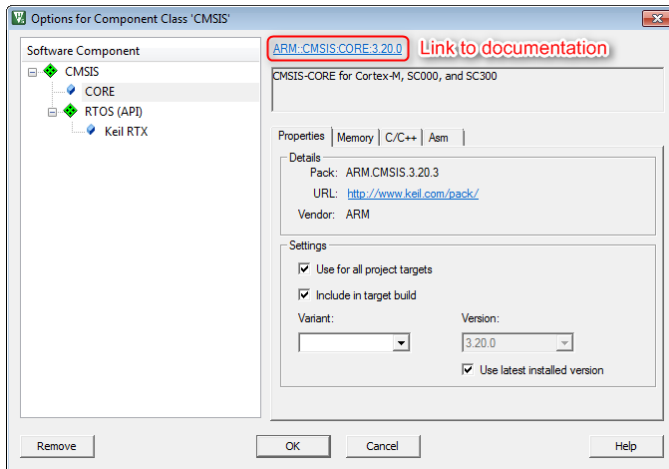 Options for Component Class 'CMSIS'
Software Component
CMSIS
CORE
RTOS (API)
Keil RTX
ARM::CMSIS:CORE:3.20.0 Link to documentation
CMSIS-CORE for Cortex-M, SC000, and SC300
Properties Memory C/C++ Asm
Details
Pack: ARM.CMSIS.3.20.3
URL: http://www.keil.com/pack/
Vendor: ARM
Settings
Use for all project targets
Include in target build
Variant: Version:
3.20.0
Use latest installed version
Remove OK Cancel Help